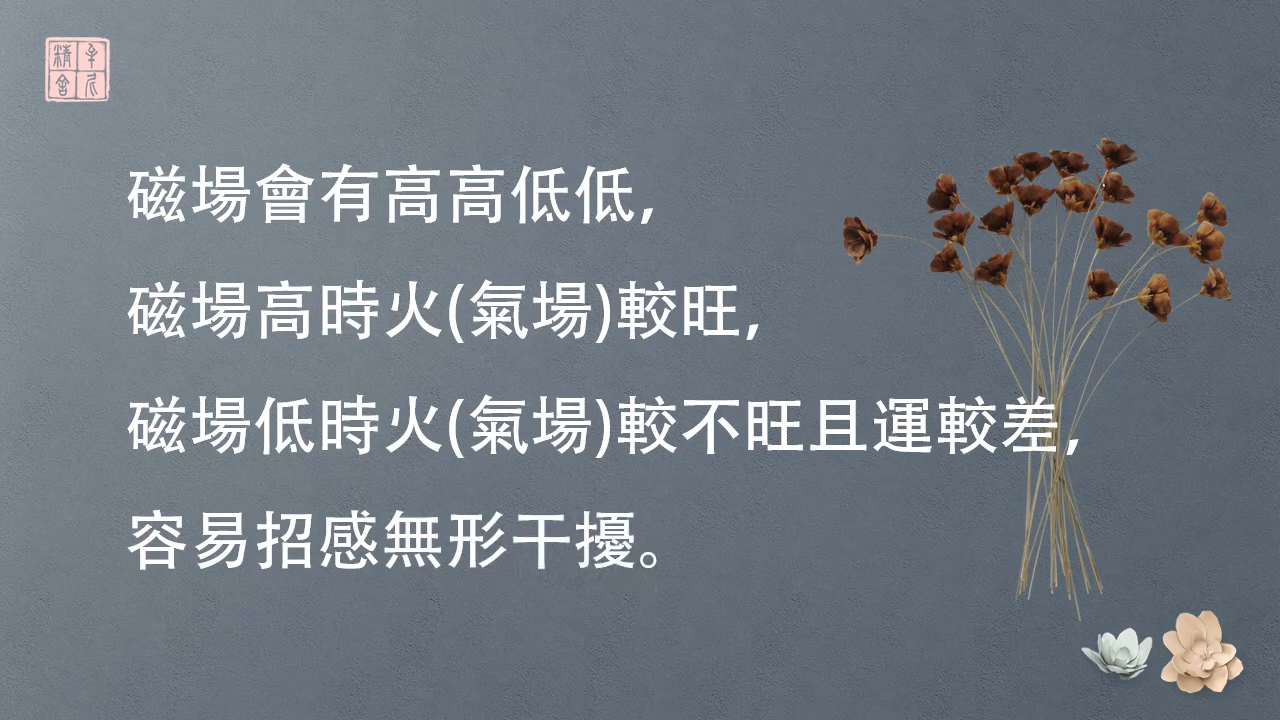 精舍
磁場會有高高低低，
磁場高時火(氣場)較旺，
磁場低時火(氣場)較不旺且運較差，
容易招感無形干擾。